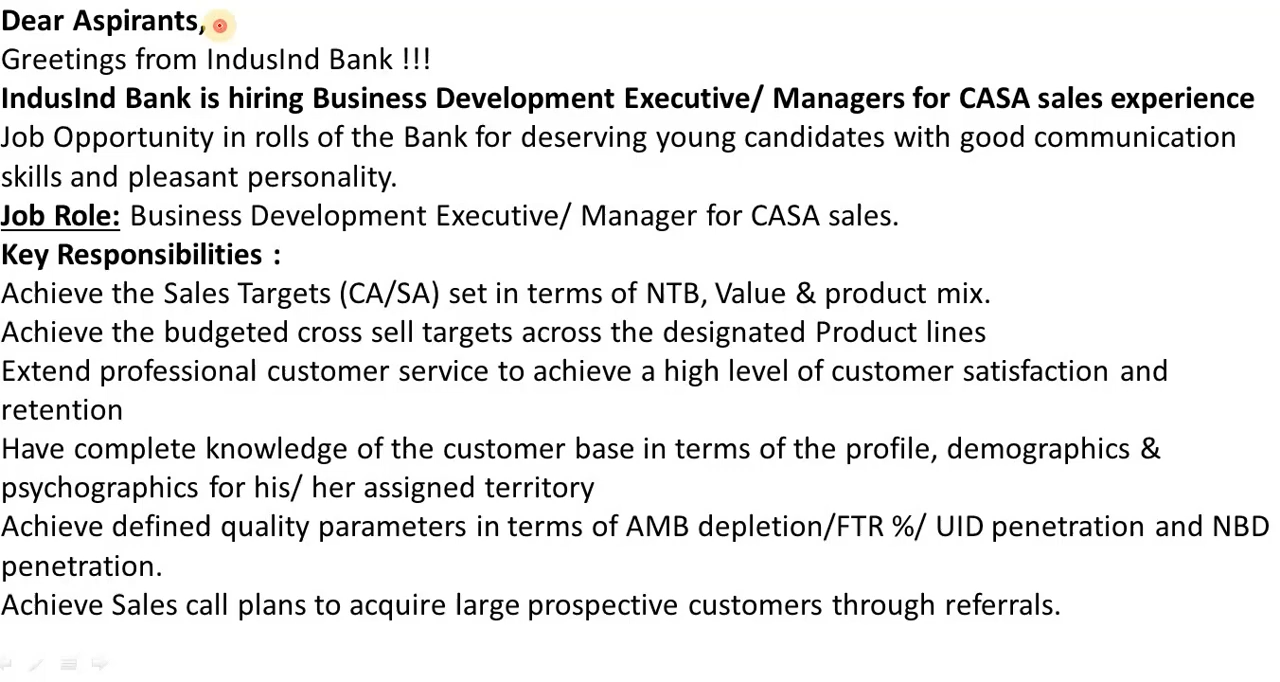 Dear Aspirants,
Greetings from IndusInd Bank !!!
IndusInd Bank is hiring Business Development Executive/ Managers for CASA sales experience
Job Opportunity in rolls of the Bank for deserving young candidates with good communication
skills and pleasant personality.
Job Role: Business Development Executive/ Manager for CASA sales.
Key Responsibilities :
Achieve the Sales Targets (CA/SA) set in terms of NTB, Value & product mix.
Achieve the budgeted cross sell targets across the designated Product lines
Extend professional customer service to achieve a high level of customer satisfaction and
retention
Have complete knowledge of the customer base in terms of the profile, demographics &
psychographics for his/ her assigned territory
Achieve defined quality parameters in terms of AMB depletion/FTR %/ UID penetration and NBD
penetration.
Achieve Sales call plans to acquire large prospective customers through referrals.